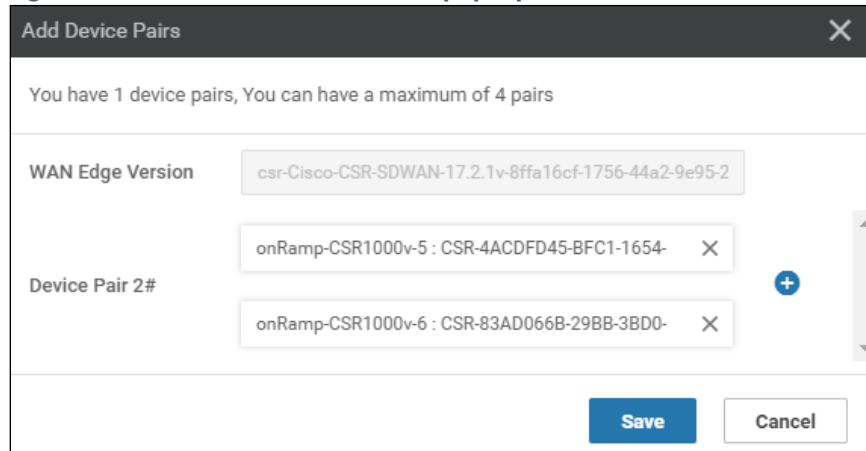 Add Device Pairs
You have 1 device pairs, You can have a maximum of 4 pairs
WAN Edge Version
csr-Cisco-CSR-SDWAN-17.2.1v-8ffa16cf-1756-44a2-9e95-2
onRamp-CSR1000v-5 : CSR-4ACDFD45-BFC1-1654-
Device Pair 2#
onRamp-CSR1000v-6 : CSR-83AD066B-29BB-3BD0-
Save Cancel